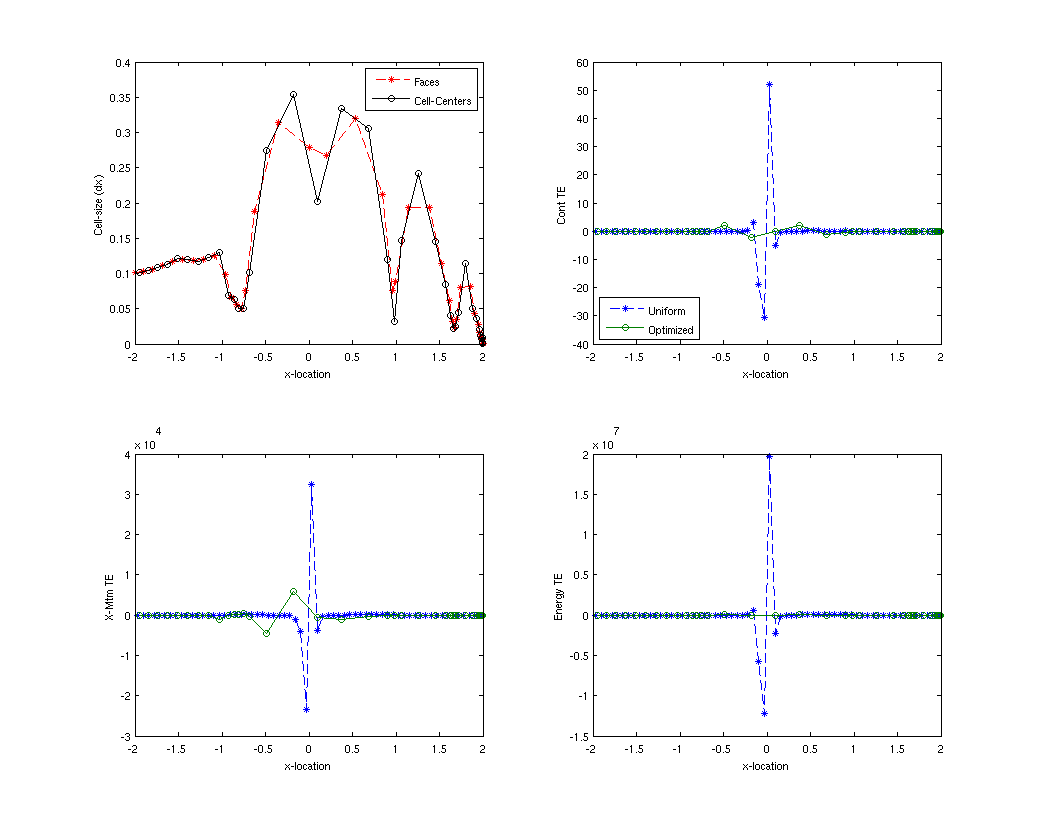 0.4
0.35
0.3
0.25
0.2
0.15
0.1
0.05
0
Cell-size (dx)
-2 -1.5 -1 -0.5 0 0.5 1 1.5 2
x-location
Faces
Cell-Centers
60
50
40
30
20
10
0
-10
-20
-30
-40
Cont TE
-2 -1.5 -1 -0.5 0 0.5 1 1.5 2
x-location
Uniform
Optimized
4
x 10
4
3
2
1
0
-1
-2
-3
X-Mtm TE
-2 -1.5 -1 -0.5 0 0.5 1 1.5 2
x-location
7
x 10
2
1.5
1
0.5
0
-0.5
-1
-1.5
Energy TE
-2 -1.5 -1 -0.5 0 0.5 1 1.5 2
x-location